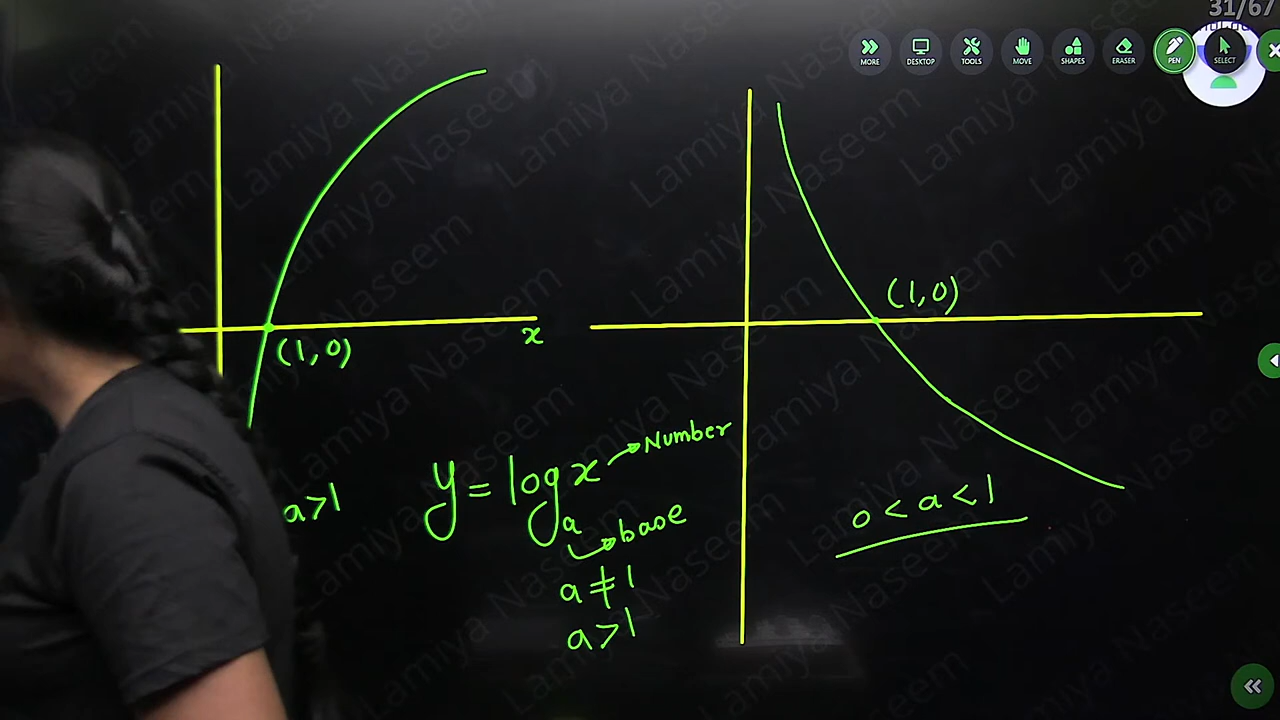 31/67
MORE DESKTOP TOOLS MOVE SHAPES ERASER PEN SELECT
(1,0)
x
(1,0)
a>1
y = logₐx → Number
base
a ≠ 1
a > 1
0 < a < 1
Lamiya Naseem